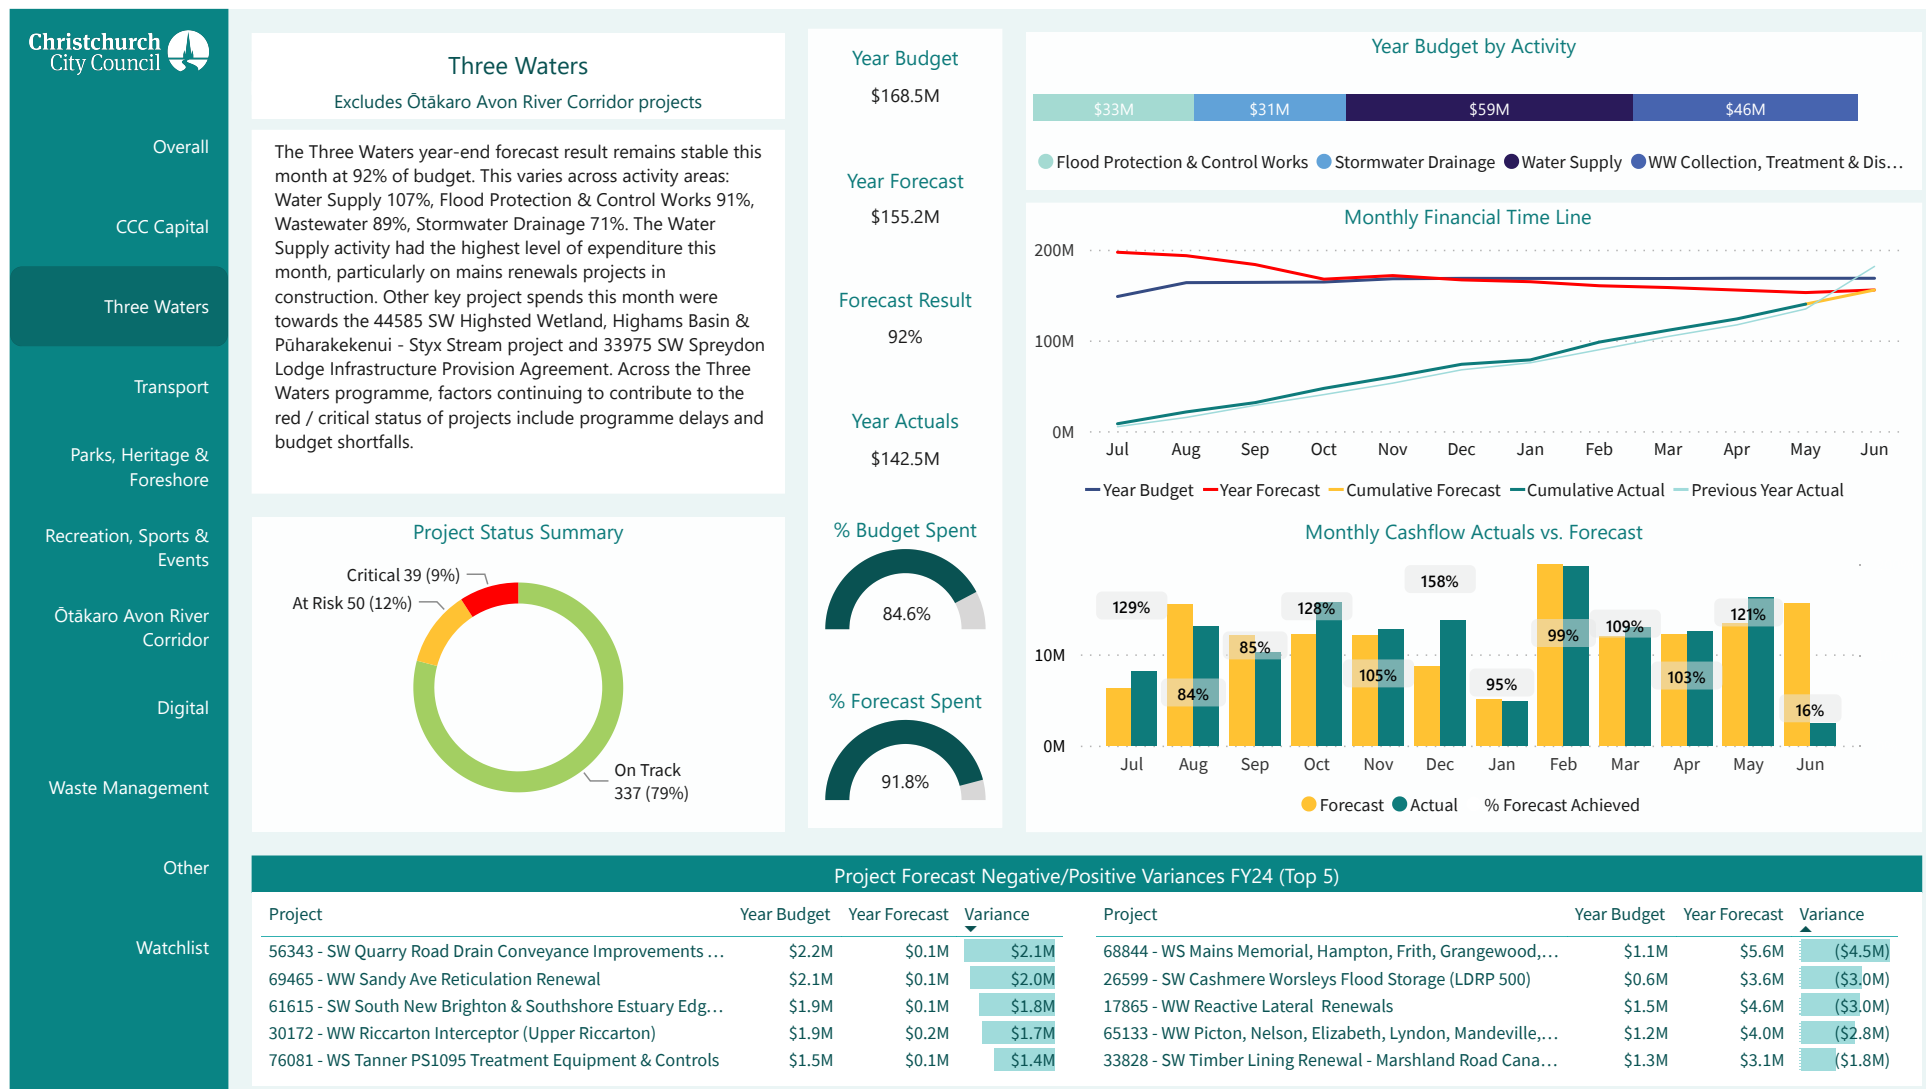 Christchurch
City Council
Overall
CCC Capital
Three Waters
Transport
Parks, Heritage &
Foreshore
Recreation, Sports &
Events
Ōtākaro Avon River
Corridor
Digital
Waste Management
Other
Watchlist
Three Waters
Excludes Ōtākaro Avon River Corridor projects
The Three Waters year-end forecast result remains stable this
month at 92% of budget. This varies across activity areas:
Water Supply 107%, Flood Protection & Control Works 91%,
Wastewater 89%, Stormwater Drainage 71%. The Water
Supply activity had the highest level of expenditure this
month, particularly on mains renewals projects in
construction. Other key project spends this month were
towards the 44585 SW Highsted Wetland, Highams Basin &
Pūharakekenui - Styx Stream project and 33975 SW Spreydon
Lodge Infrastructure Provision Agreement. Across the Three
Waters programme, factors continuing to contribute to the
red / critical status of projects include programme delays and
budget shortfalls.
Project Status Summary
Critical 39 (9%)
At Risk 50 (12%)
On Track
337 (79%)
Year Budget
$168.5M
Year Forecast
$155.2M
Forecast Result
92%
Year Actuals
$142.5M
% Budget Spent
84.6%
% Forecast Spent
91.8%
Year Budget by Activity
$33M $31M $59M $46M
Flood Protection & Control Works Stormwater Drainage Water Supply WW Collection, Treatment & Dis...
Monthly Financial Time Line
200M
100M
0M
Jul Aug Sep Oct Nov Dec Jan Feb Mar Apr May Jun
Year Budget Year Forecast Cumulative Forecast Cumulative Actual Previous Year Actual
Monthly Cashflow Actuals vs. Forecast
10M
0M
129% 84% 85% 128% 105% 158% 95% 99% 109% 103% 121% 16%
Jul Aug Sep Oct Nov Dec Jan Feb Mar Apr May Jun
Forecast Actual % Forecast Achieved
Project Forecast Negative/Positive Variances FY24 (Top 5)
Project Year Budget Year Forecast Variance
56343 - SW Quarry Road Drain Conveyance Improvements ... $2.2M $0.1M $2.1M
69465 - WW Sandy Ave Reticulation Renewal $2.1M $0.1M $2.0M
61615 - SW South New Brighton & Southshore Estuary Edg... $1.9M $0.1M $1.8M
30172 - WW Riccarton Interceptor (Upper Riccarton) $1.9M $0.2M $1.7M
76081 - WS Tanner PS1095 Treatment Equipment & Controls $1.5M $0.1M $1.4M
Project Year Budget Year Forecast Variance
68844 - WS Mains Memorial, Hampton, Frith, Grangewood,... $1.1M $5.6M ($4.5M)
26599 - SW Cashmere Worsleys Flood Storage (LDRP 500) $0.6M $3.6M ($3.0M)
17865 - WW Reactive Lateral Renewals $1.5M $4.6M ($3.0M)
65133 - WW Picton, Nelson, Elizabeth, Lyndon, Mandeville,... $1.2M $4.0M ($2.8M)
33828 - SW Timber Lining Renewal - Marshland Road Cana... $1.3M $3.1M ($1.8M)